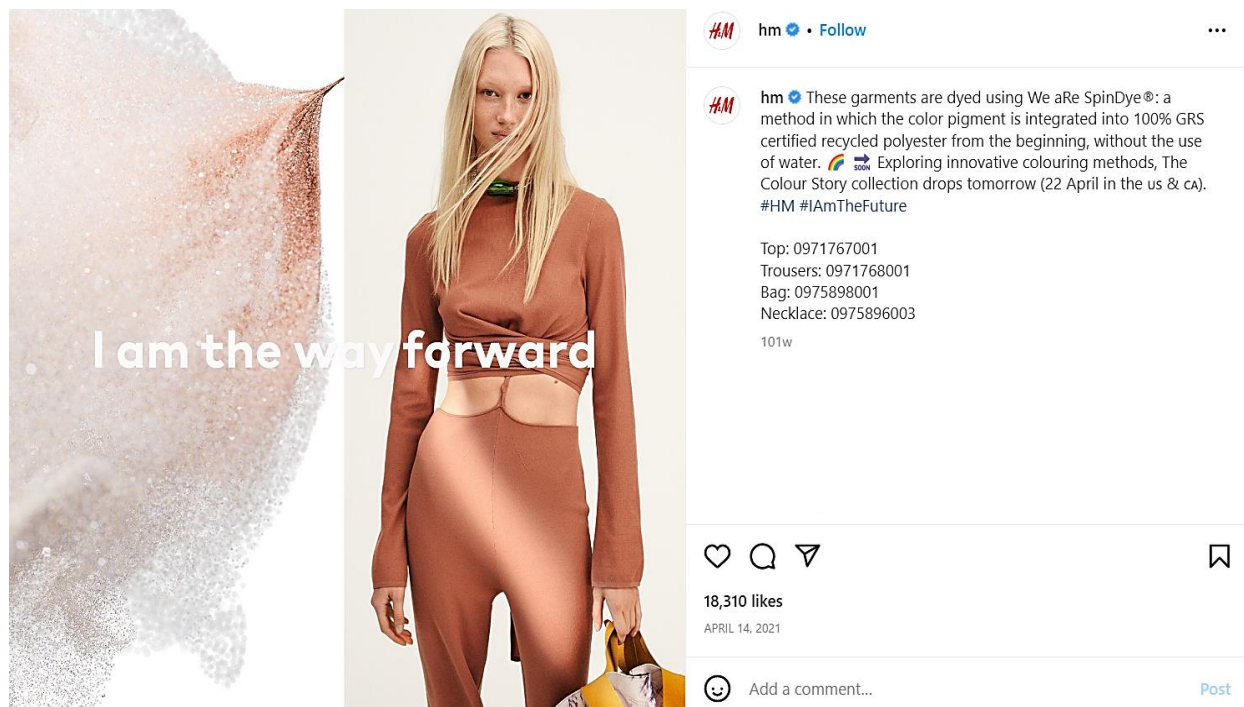 I am the way forward
H&M
hm • Follow
H&M
hm These garments are dyed using We aRe SpinDye®: a
method in which the color pigment is integrated into 100% GRS
certified recycled polyester from the beginning, without the use
of water. 🌈 🔜 Exploring innovative colouring methods, The
Colour Story collection drops tomorrow (22 April in the us & ca).
#HM #IAmTheFuture
Top: 0971767001
Trousers: 0971768001
Bag: 0975898001
Necklace: 0975896003
101w
18,310 likes
APRIL 14, 2021
Add a comment...
Post